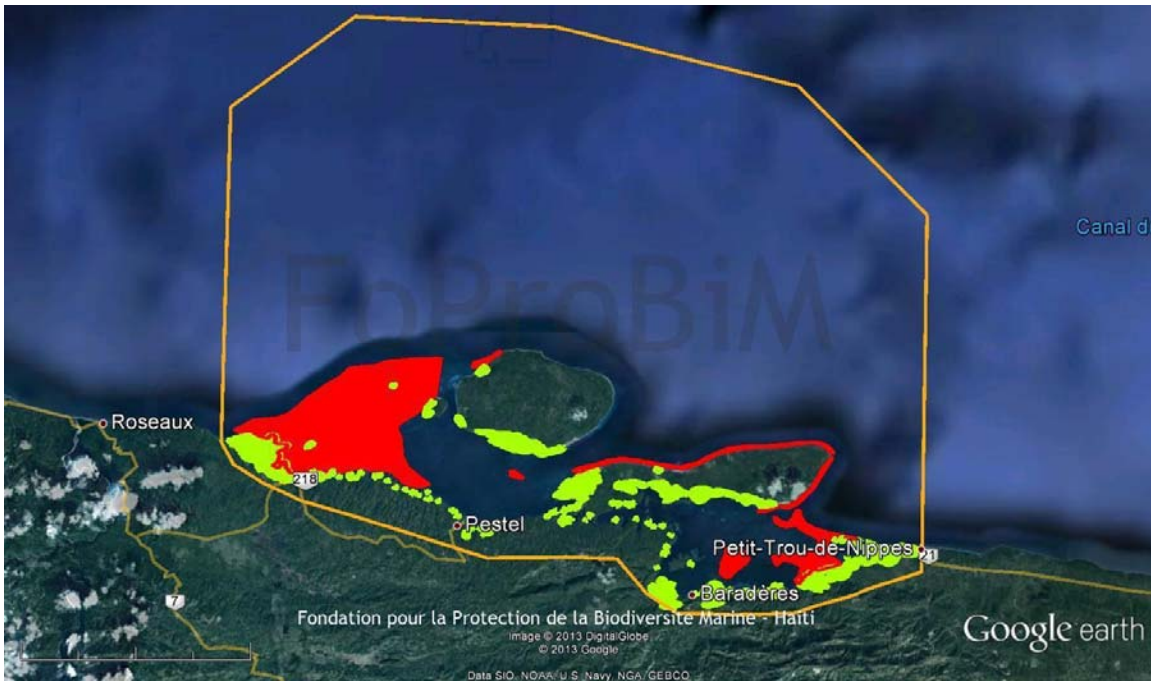 Canal d
FoProBiM
Roseaux
218
Pestel
Petit-Trou-de-Nippes
21
Baradères
7
Fondation pour la Protection de la Biodiversité Marine - Haiti
Image © 2013 DigitalGlobe
© 2013 Google
Google earth
Data SIO, NOAA, U.S. Navy, NGA, GEBCO